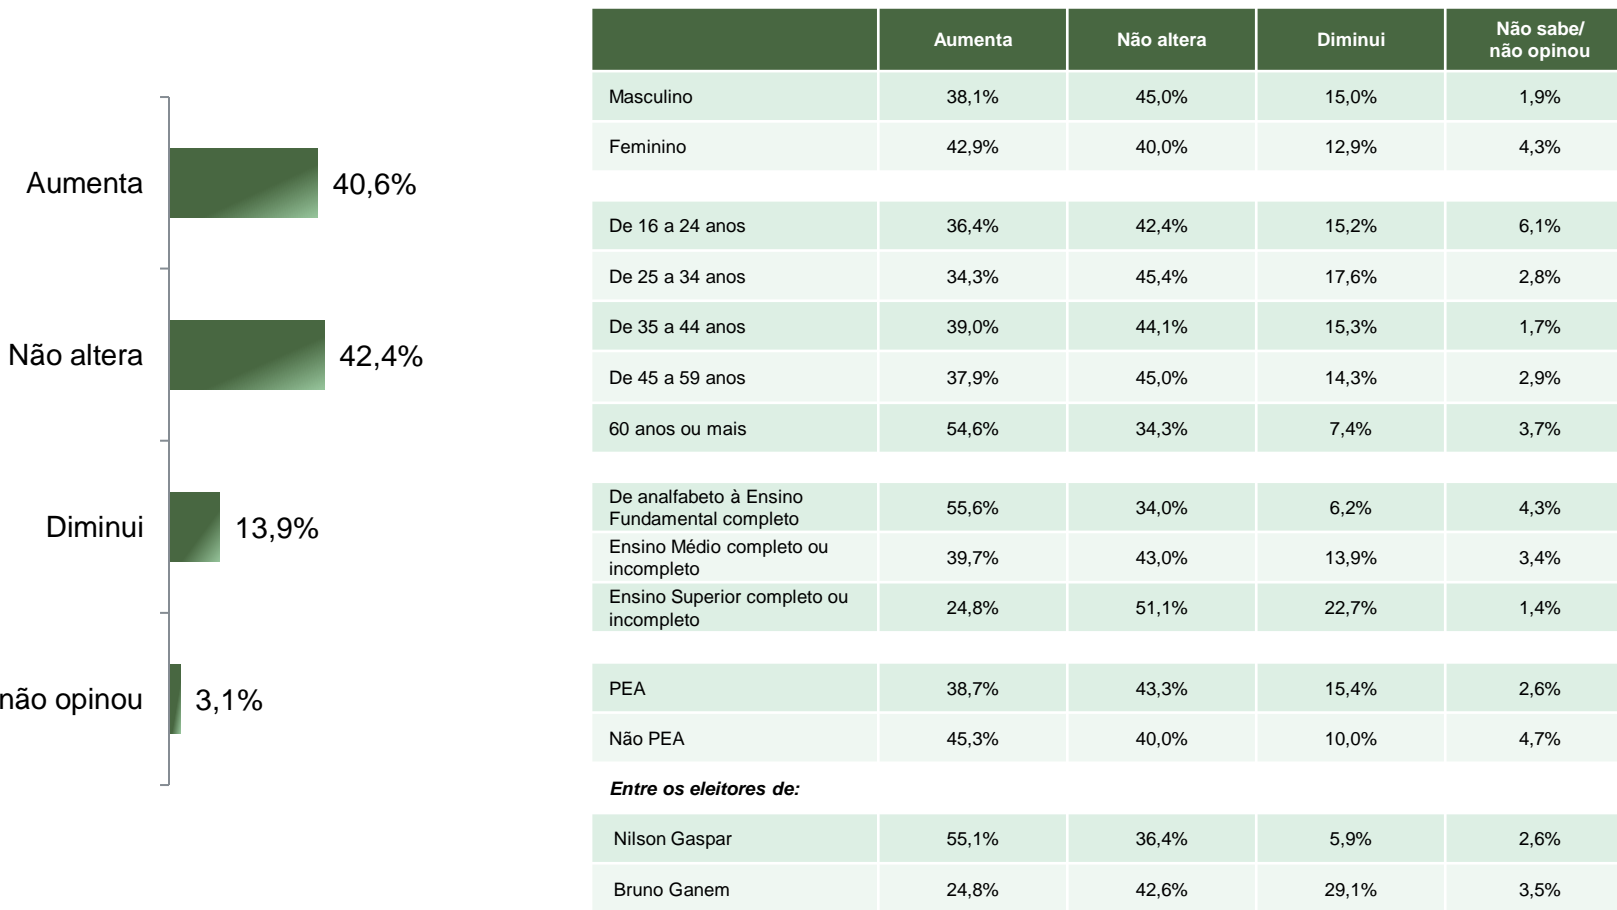 Aumenta 40,6%
Não altera 42,4%
Diminui 13,9%
não opinou 3,1%
Aumenta Não altera Diminui Não sabe/
não opinou
Masculino 38,1% 45,0% 15,0% 1,9%
Feminino 42,9% 40,0% 12,9% 4,3%
De 16 a 24 anos 36,4% 42,4% 15,2% 6,1%
De 25 a 34 anos 34,3% 45,4% 17,6% 2,8%
De 35 a 44 anos 39,0% 44,1% 15,3% 1,7%
De 45 a 59 anos 37,9% 45,0% 14,3% 2,9%
60 anos ou mais 54,6% 34,3% 7,4% 3,7%
De analfabeto à Ensino
Fundamental completo 55,6% 34,0% 6,2% 4,3%
Ensino Médio completo ou
incompleto 39,7% 43,0% 13,9% 3,4%
Ensino Superior completo ou
incompleto 24,8% 51,1% 22,7% 1,4%
PEA 38,7% 43,3% 15,4% 2,6%
Não PEA 45,3% 40,0% 10,0% 4,7%
Entre os eleitores de:
Nilson Gaspar 55,1% 36,4% 5,9% 2,6%
Bruno Ganem 24,8% 42,6% 29,1% 3,5%